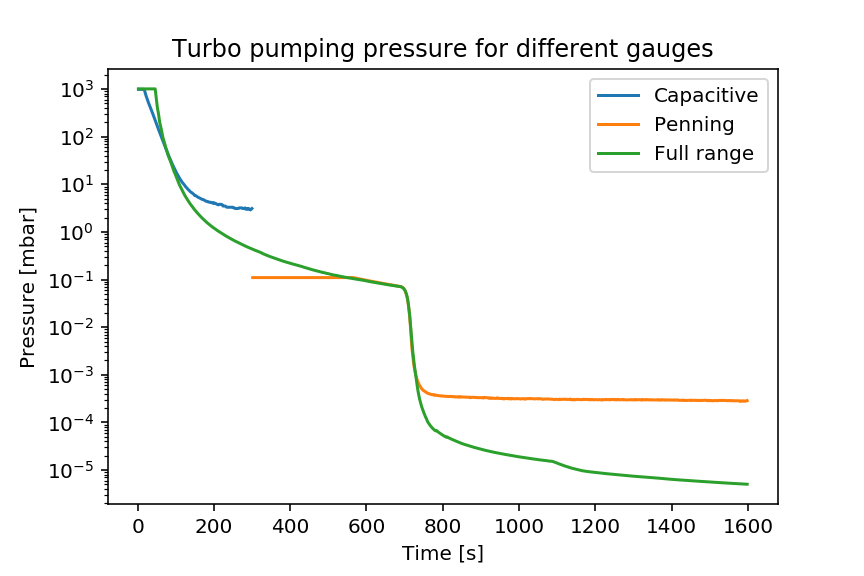 Turbo pumping pressure for different gauges
Capacitive
Penning
Full range
Pressure [mbar]
10³
10²
10¹
10⁰
10⁻¹
10⁻²
10⁻³
10⁻⁴
10⁻⁵
0 200 400 600 800 1000 1200 1400 1600
Time [s]